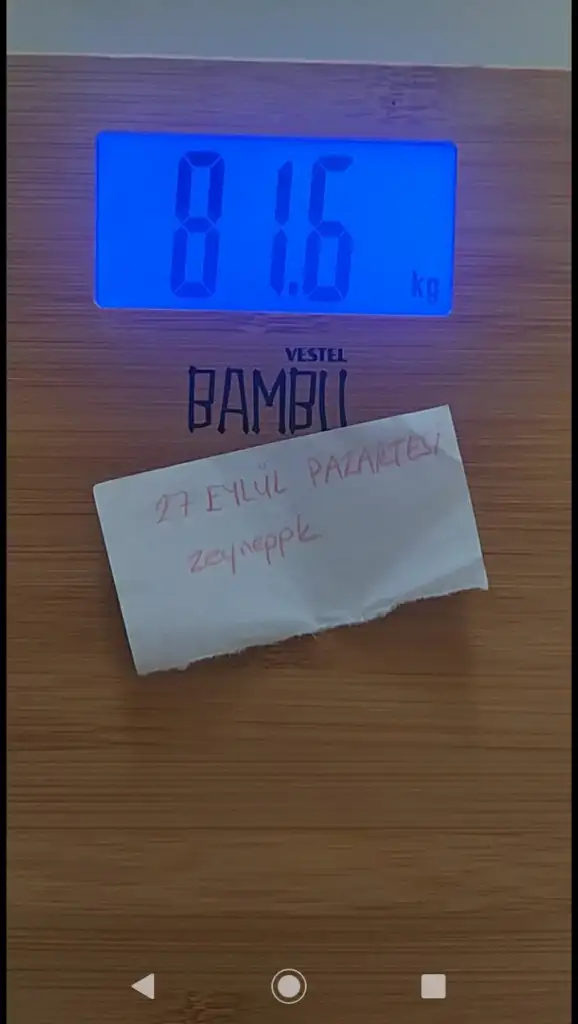 81.6 kg
VESTEL
BAMBU
27 EYLÜL PAZARTESİ
zeyneppk